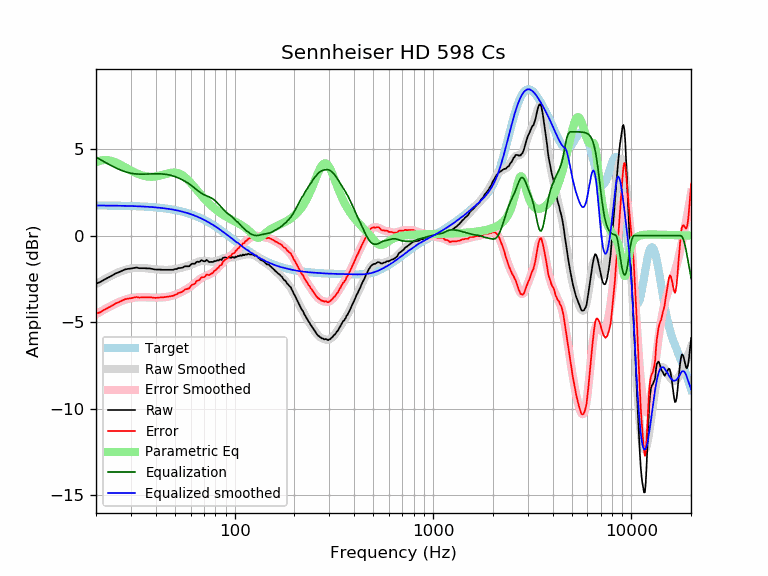 Sennheiser HD 598 Cs
Amplitude (dBr)
5
0
−5
−10
−15
Target
Raw Smoothed
Error Smoothed
Raw
Error
Parametric Eq
Equalization
Equalized smoothed
100
1000
10000
Frequency (Hz)